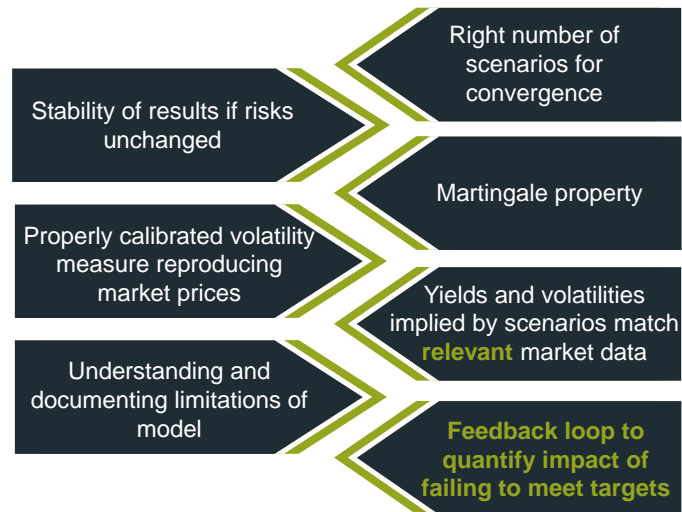 Right number of
scenarios for
convergence
Stability of results if risks
unchanged
Martingale property
Properly calibrated volatility
measure reproducing
market prices
Yields and volatilities
implied by scenarios match
relevant market data
Understanding and
documenting limitations of
model
Feedback loop to
quantify impact of
failing to meet targets